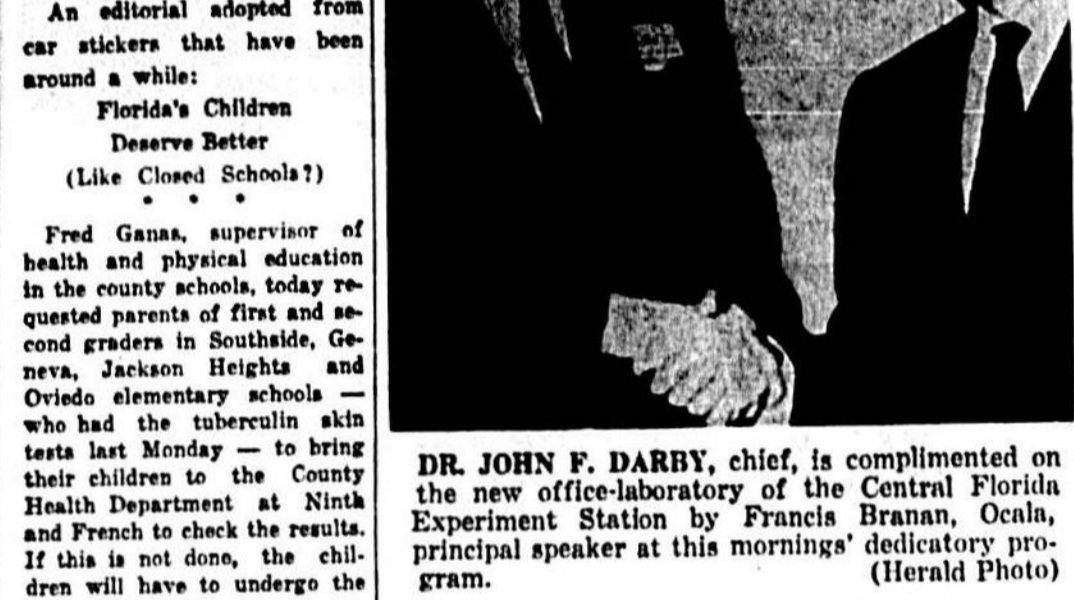 An editorial adopted from
car stickers that have been
around a while:
Florida's Children
Deserve Better
(Like Closed Schools?)
• • •
Fred Ganas, supervisor of
health and physical education
in the county schools, today re-
quested parents of first and se-
cond graders in Southside, Ge-
neva, Jackson Heights and
Oviedo elementary schools —
who had the tuberculin skin
tests last Monday — to bring
their children to the County
Health Department at Ninth
and French to check the results.
If this is not done, the chil-
dren will have to undergo the
DR. JOHN F. DARBY, chief, is complimented on
the new office-laboratory of the Central Florida
Experiment Station by Francis Branan, Ocala,
principal speaker at this mornings' dedicatory pro-
gram. (Herald Photo)